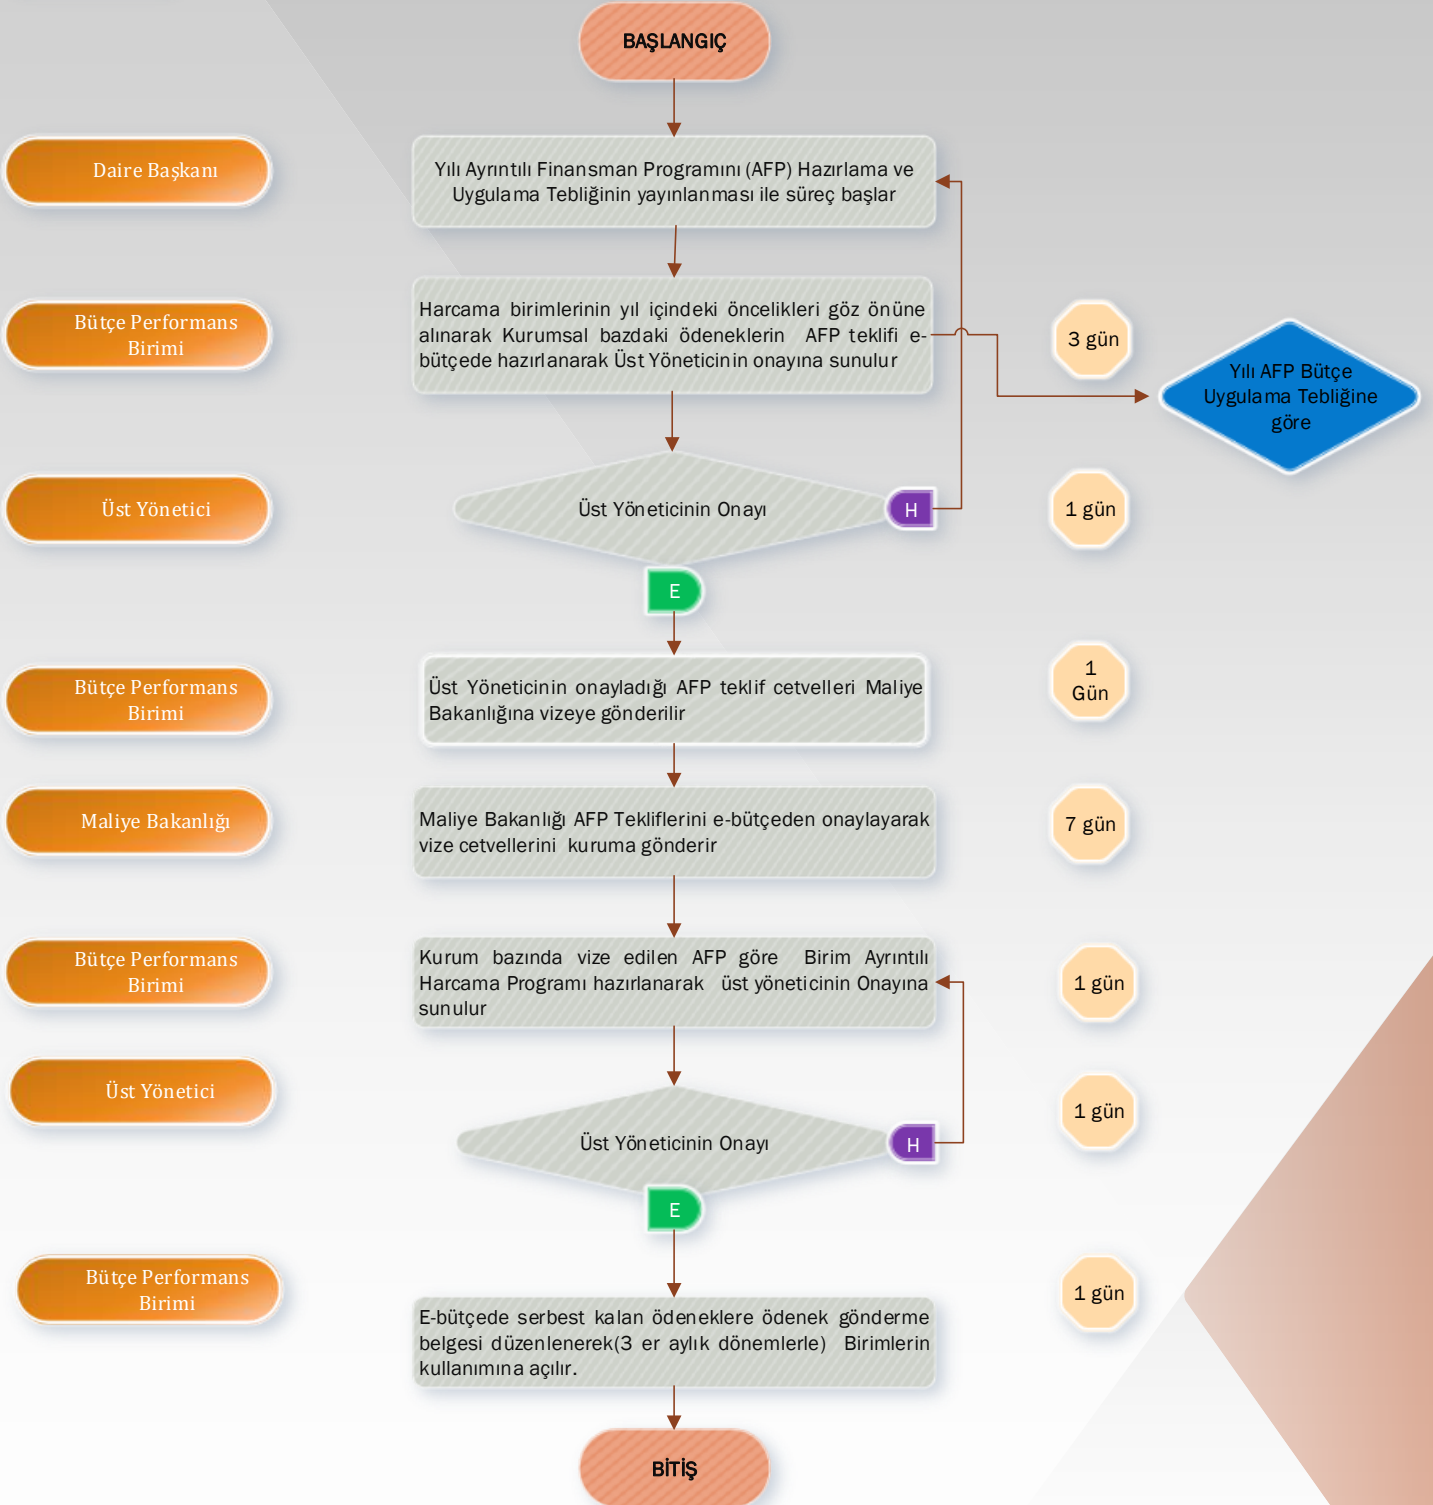 BAŞLANGIÇ
Daire Başkanı
Yılı Ayrıntılı Finansman Programını (AFP) Hazırlama ve
Uygulama Tebliğinin yayınlanması ile süreç başlar
Bütçe Performans
Birimi
Harcama birimlerinin yıl içindeki öncelikleri göz önüne
alınarak Kurumsal bazdaki ödeneklerin AFP teklifi e-
bütçede hazırlanarak Üst Yöneticinin onayına sunulur
3 gün
Yılı AFP Bütçe
Uygulama Tebliğine
göre
Üst Yönetici
Üst Yöneticinin Onayı
H
1 gün
E
Bütçe Performans
Birimi
Üst Yöneticinin onayladığı AFP teklif cetvelleri Maliye
Bakanlığına vizeye gönderilir
1
Gün
Maliye Bakanlığı
Maliye Bakanlığı AFP Tekliflerini e-bütçeden onaylayarak
vize cetvellerini kuruma gönderir
7 gün
Bütçe Performans
Birimi
Kurum bazında vize edilen AFP göre Birim Ayrıntılı
Harcama Programı hazırlanarak üst yöneticinin Onayına
sunulur
1 gün
Üst Yönetici
Üst Yöneticinin Onayı
H
1 gün
E
Bütçe Performans
Birimi
E-bütçede serbest kalan ödeneklere ödenek gönderme
belgesi düzenlenerek(3 er aylık dönemlerle) Birimlerin
kullanımına açılır.
1 gün
BİTİŞ